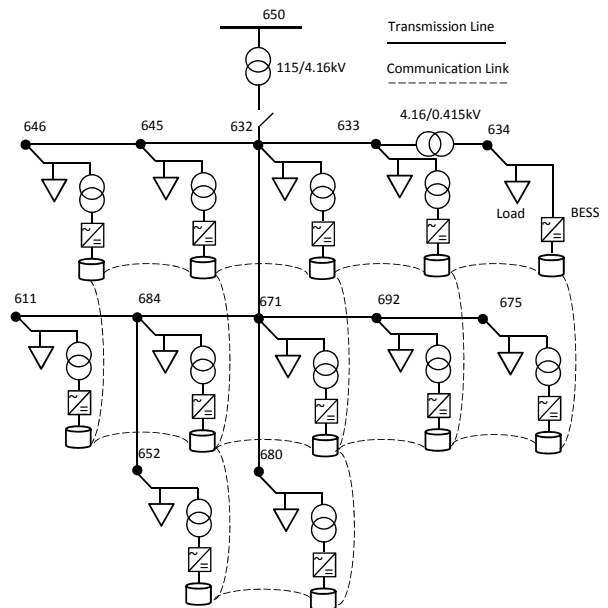 650
Transmission Line
115/4.16kV
Communication Link
4.16/0.415kV
646
645
632
633
634
Load
BESS
611
684
671
692
675
652
680